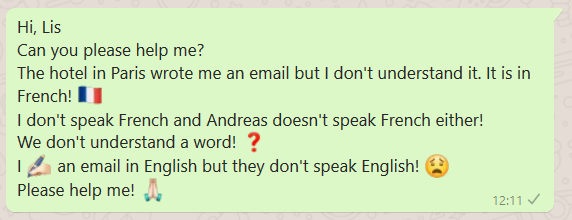 Hi, Lis
Can you please help me?
The hotel in Paris wrote me an email but I don't understand it. It is in
French! 🇫🇷
I don't speak French and Andreas doesn't speak French either!
We don't understand a word! ❓
I ✍🏻 an email in English but they don't speak English! 😧
Please help me! 🙏🏻
12:11